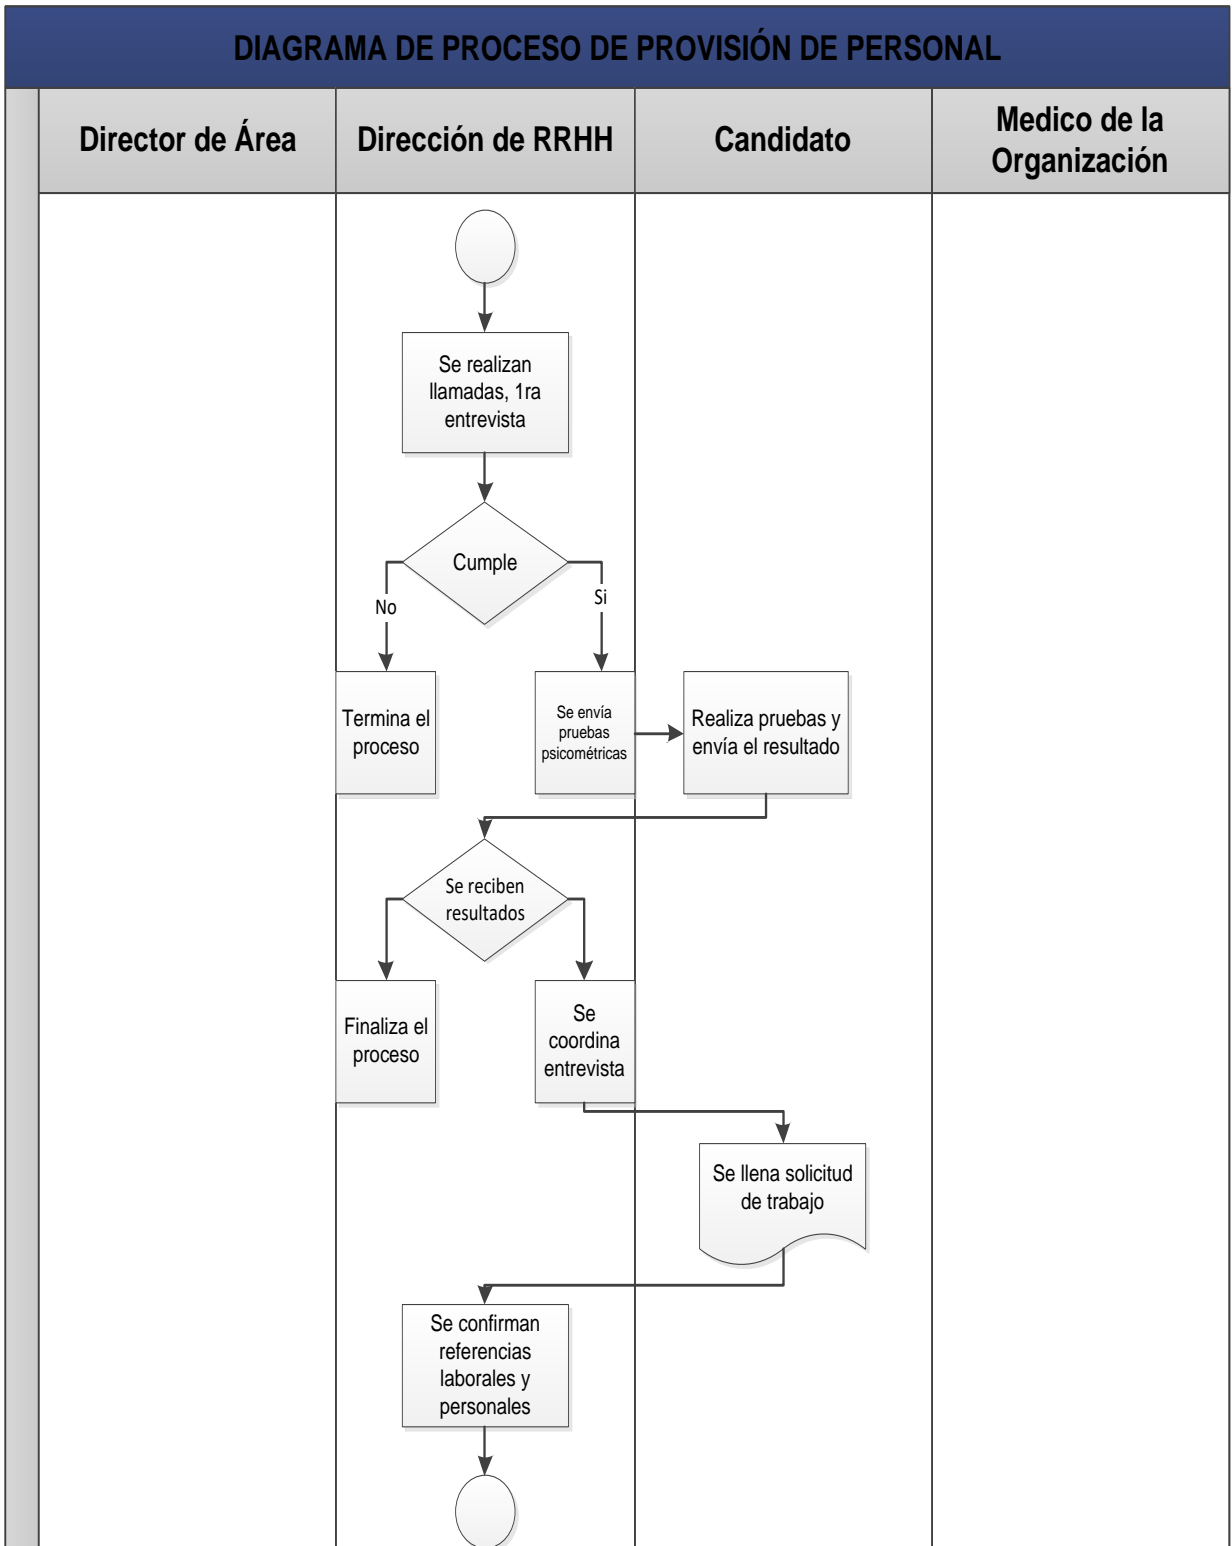 DIAGRAMA DE PROCESO DE PROVISIÓN DE PERSONAL
Director de Área
Dirección de RRHH
Candidato
Medico de la
Organización
Se realizan
llamadas, 1ra
entrevista
Cumple
No
Si
Termina el
proceso
Se envía
pruebas
psicométricas
Realiza pruebas y
envía el resultado
Se reciben
resultados
Finaliza el
proceso
Se
coordina
entrevista
Se llena solicitud
de trabajo
Se confirman
referencias
laborales y
personales